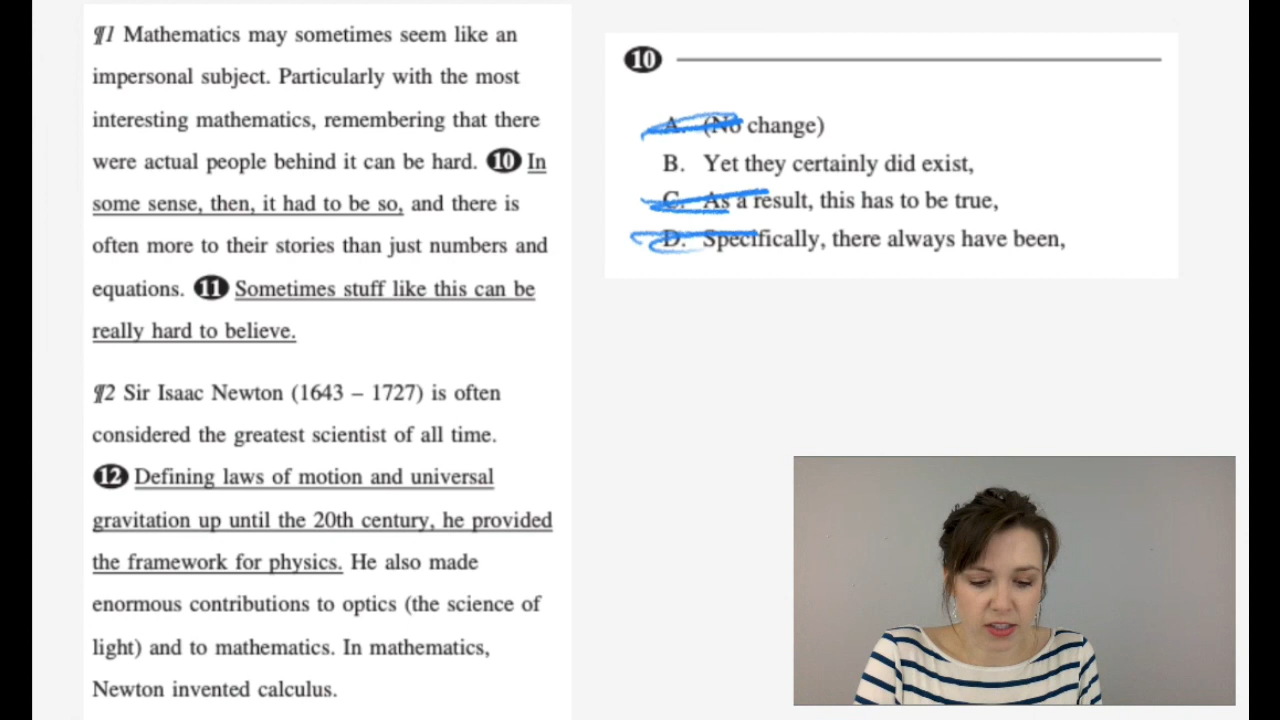 ¶1 Mathematics may sometimes seem like an
impersonal subject. Particularly with the most
interesting mathematics, remembering that there
were actual people behind it can be hard. 10 In
some sense, then, it had to be so, and there is
often more to their stories than just numbers and
equations. 11 Sometimes stuff like this can be
really hard to believe.
¶2 Sir Isaac Newton (1643 – 1727) is often
considered the greatest scientist of all time.
12 Defining laws of motion and universal
gravitation up until the 20th century, he provided
the framework for physics. He also made
enormous contributions to optics (the science of
light) and to mathematics. In mathematics,
Newton invented calculus.
10
A. (No change)
B. Yet they certainly did exist,
C. As a result, this has to be true,
D. Specifically, there always have been,